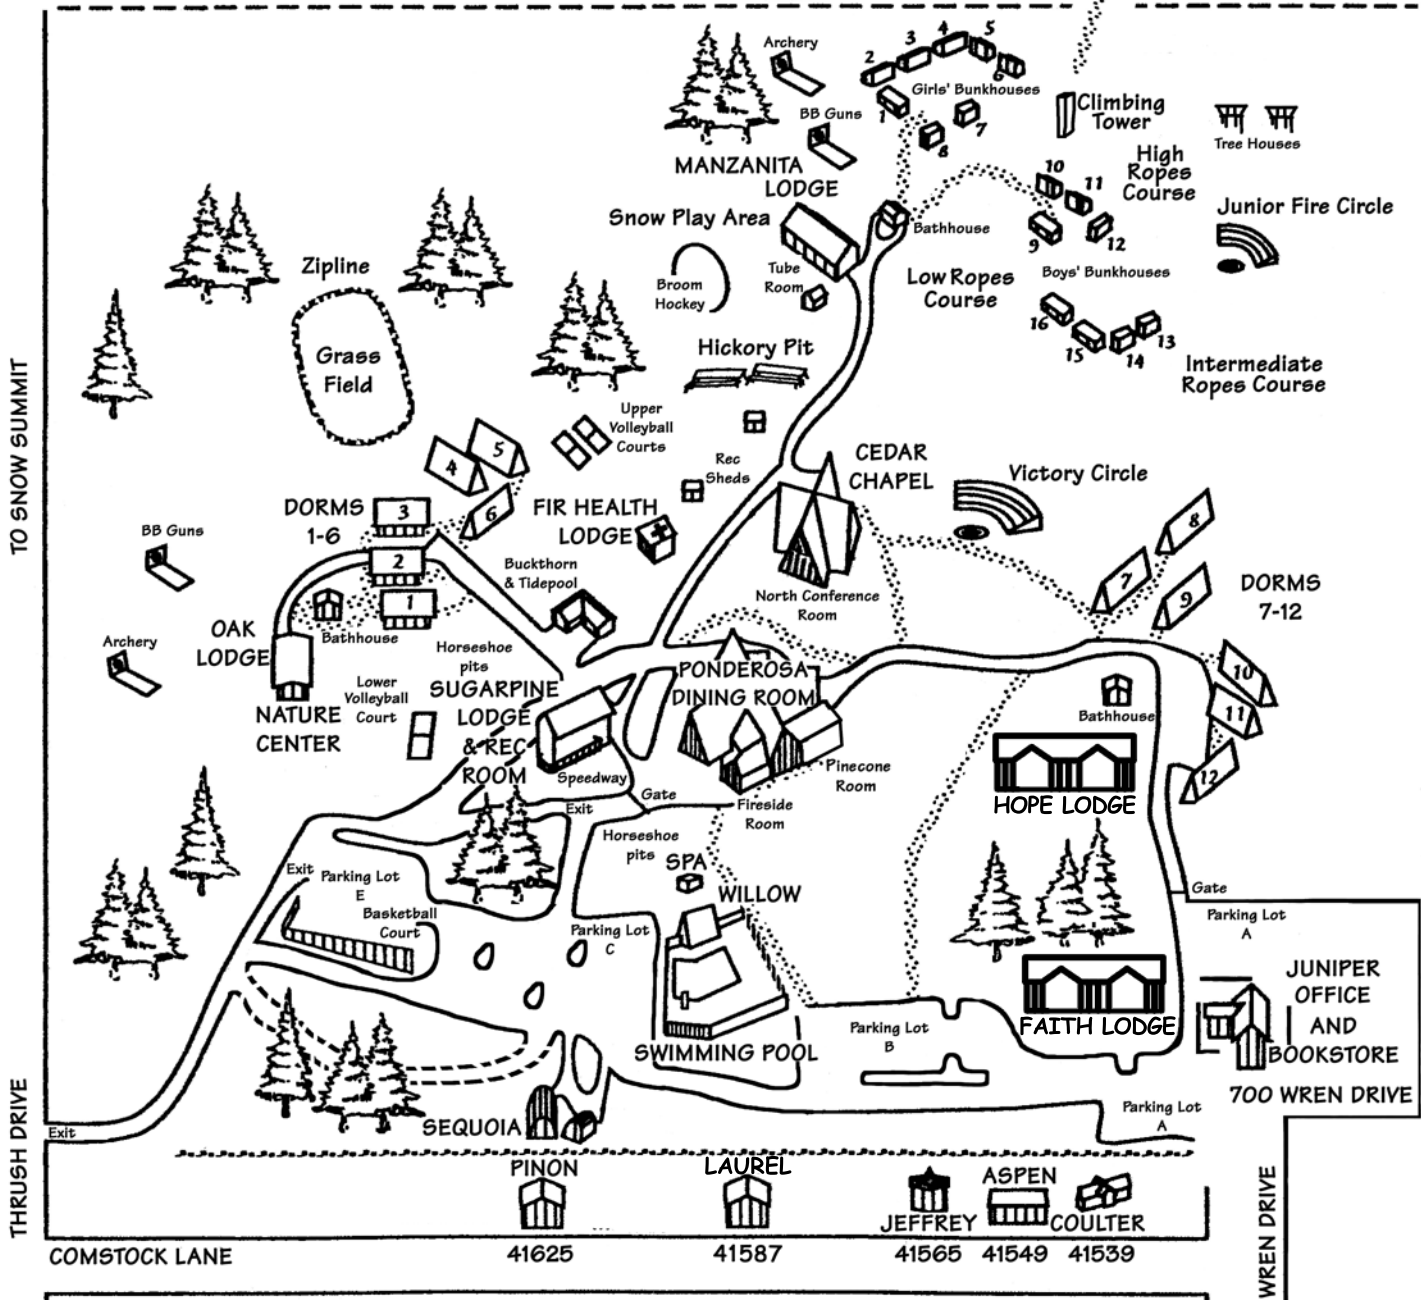 Archery
2
3
4
5
6
Girls' Bunkhouses
1
7
8
BB Guns
Climbing
Tower
Tree Houses
MANZANITA
LODGE
High
Ropes
Course
10
11
9
12
Boys' Bunkhouses
Junior Fire Circle
Snow Play Area
Bathhouse
Zipline
Tube
Room
Broom
Hockey
Low Ropes
Course
16
15
14
13
Grass
Field
Hickory Pit
Intermediate
Ropes Course
TO SNOW SUMMIT
Upper
Volleyball
Courts
5
4
Rec
Sheds
CEDAR
CHAPEL
Victory Circle
DORMS
1-6
3
6
FIR HEALTH
LODGE
8
BB Guns
2
Buckthorn
& Tidepool
7
9
DORMS
7-12
1
North Conference
Room
Bathhouse
OAK
LODGE
Archery
Horseshoe
pits
PONDEROSA
DINING ROOM
10
Lower
Volleyball
Court
SUGARPINE
LODGE
& REC
ROOM
11
Bathhouse
NATURE
CENTER
12
Speedway
Pinecone
Room
Gate
Exit
Fireside
Room
HOPE LODGE
Horseshoe
pits
SPA
Exit
Parking Lot
E
WILLOW
Gate
Basketball
Court
Parking Lot
C
Parking Lot
A
JUNIPER
OFFICE
AND
BOOKSTORE
FAITH LODGE
Parking Lot
B
SWIMMING POOL
700 WREN DRIVE
THRUSH DRIVE
Exit
SEQUOIA
Parking Lot
A
PINON
LAUREL
JEFFREY
ASPEN
COULTER
COMSTOCK LANE
41625
41587
41565
41549
41539
WREN DRIVE